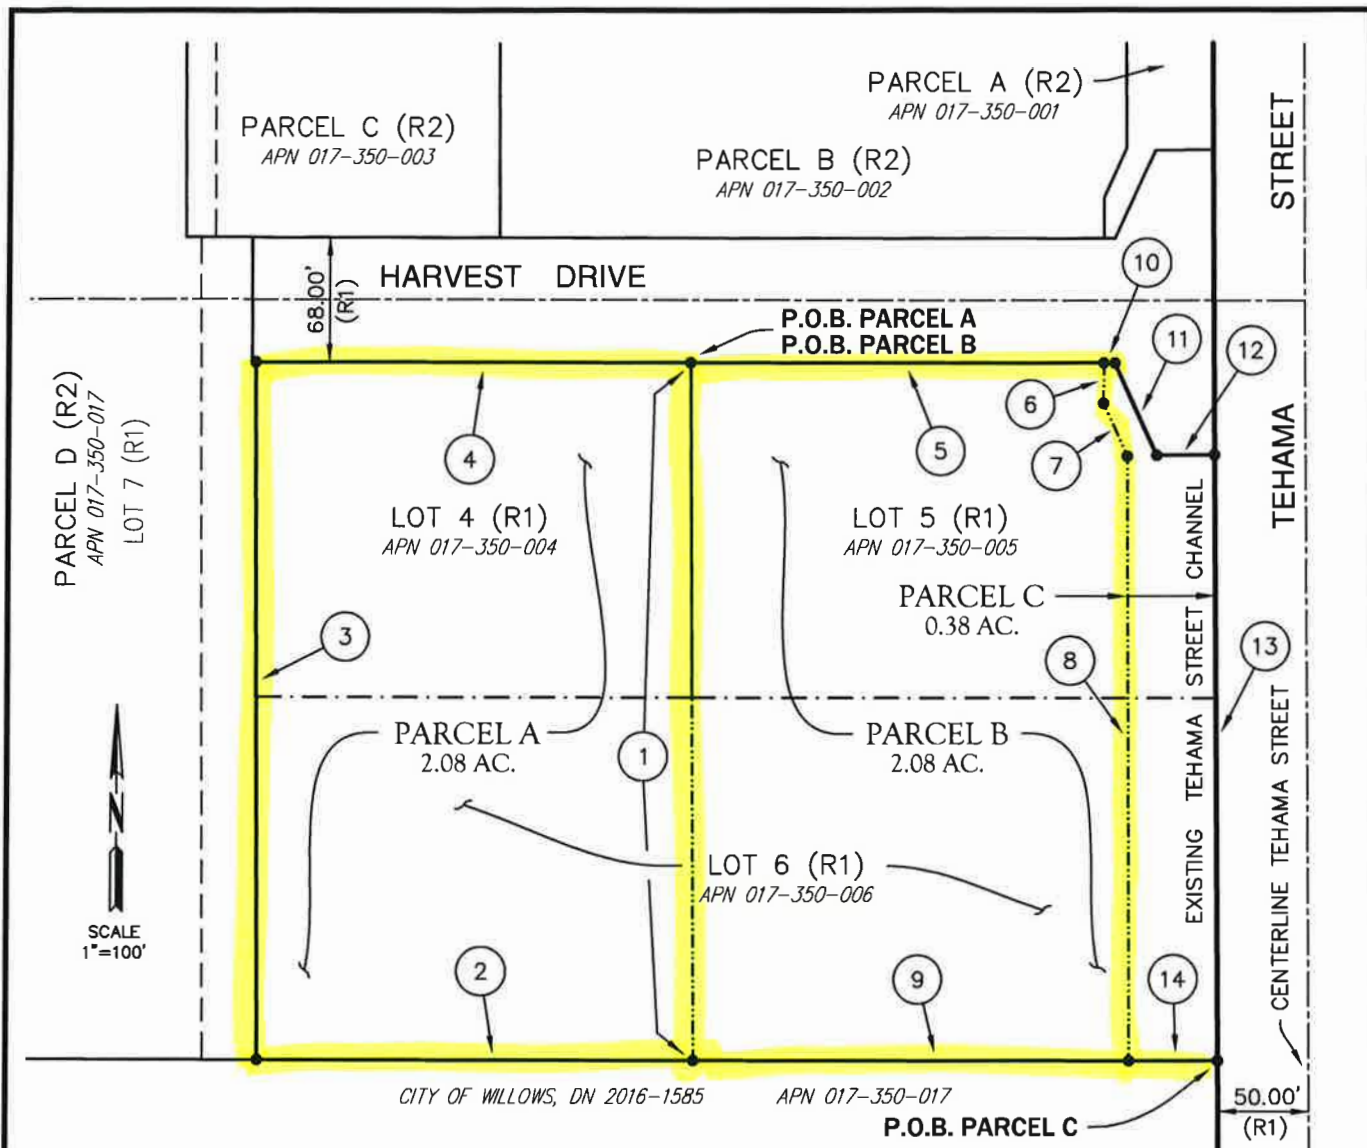 PARCEL A (R2)
APN 017-350-001
PARCEL C (R2)
APN 017-350-003
PARCEL B (R2)
APN 017-350-002
STREET
TEHAMA
68.00'
(R1)
HARVEST DRIVE
10
P.O.B. PARCEL A
P.O.B. PARCEL B
11
12
PARCEL D (R2)
APN 017-350-017
LOT 7 (R1)
4
5
6
7
LOT 4 (R1)
APN 017-350-004
LOT 5 (R1)
APN 017-350-005
PARCEL C
0.38 AC.
3
8
13
EXISTING TEHAMA STREET CHANNEL
CENTERLINE TEHAMA STREET
PARCEL A
2.08 AC.
1
PARCEL B
2.08 AC.
N
SCALE
1"=100'
LOT 6 (R1)
APN 017-350-006
2
9
14
CITY OF WILLOWS, DN 2016-1585
APN 017-350-017
P.O.B. PARCEL C
50.00'
(R1)